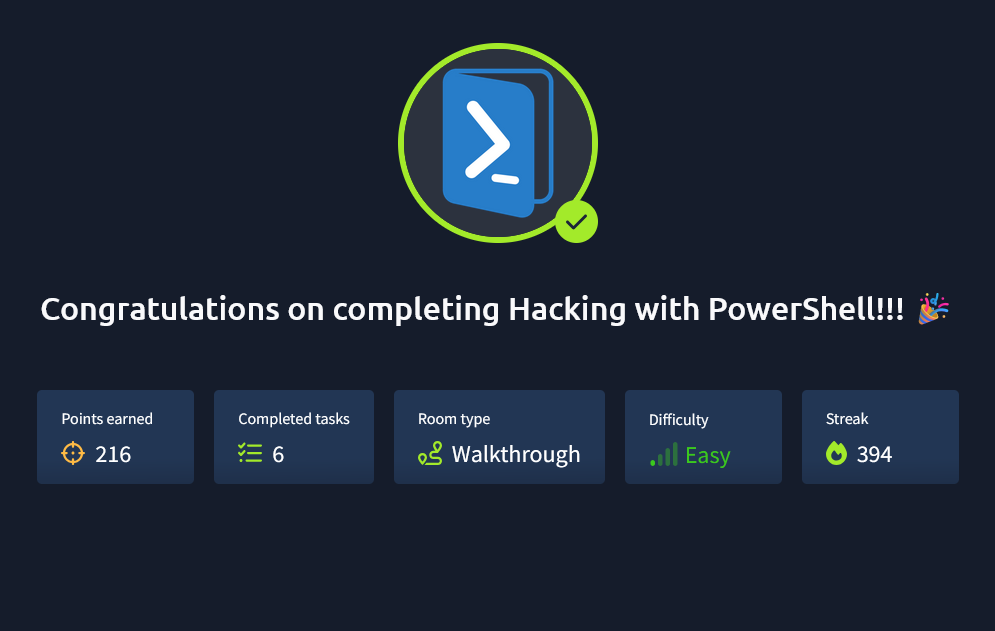 Congratulations on completing Hacking with PowerShell!!! 🎉
Points earned
216
Completed tasks
6
Room type
Walkthrough
Difficulty
Easy
Streak
394